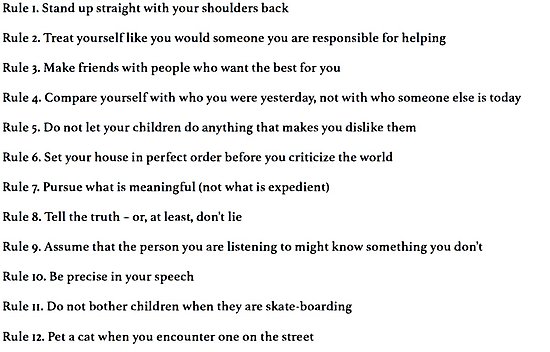 Rule 1. Stand up straight with your shoulders back
Rule 2. Treat yourself like you would someone you are responsible for helping
Rule 3. Make friends with people who want the best for you
Rule 4. Compare yourself with who you were yesterday, not with who someone else is today
Rule 5. Do not let your children do anything that makes you dislike them
Rule 6. Set your house in perfect order before you criticize the world
Rule 7. Pursue what is meaningful (not what is expedient)
Rule 8. Tell the truth – or, at least, don't lie
Rule 9. Assume that the person you are listening to might know something you don't
Rule 10. Be precise in your speech
Rule 11. Do not bother children when they are skate-boarding
Rule 12. Pet a cat when you encounter one on the street